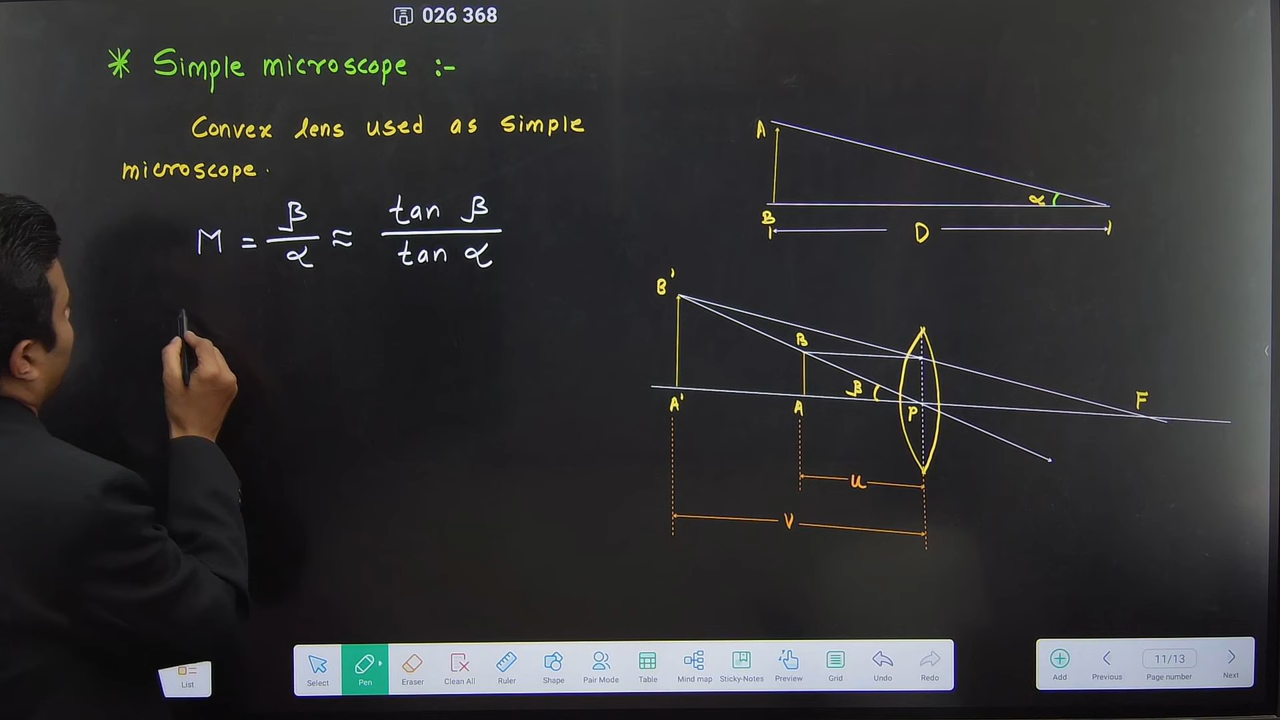 026 368
* Simple microscope :-
Convex lens used as simple
microscope.
M = β/α ≈ tan β/tan α
A
α
B
D
B'
B
β
A'
A
P
F
u
v
List
Select
Pen
Eraser
Clean All
Ruler
Shape
Pair Mode
Table
Mind map
Sticky-Notes
Preview
Grid
Undo
Redo
Add
Previous
11/13
Page number
Next